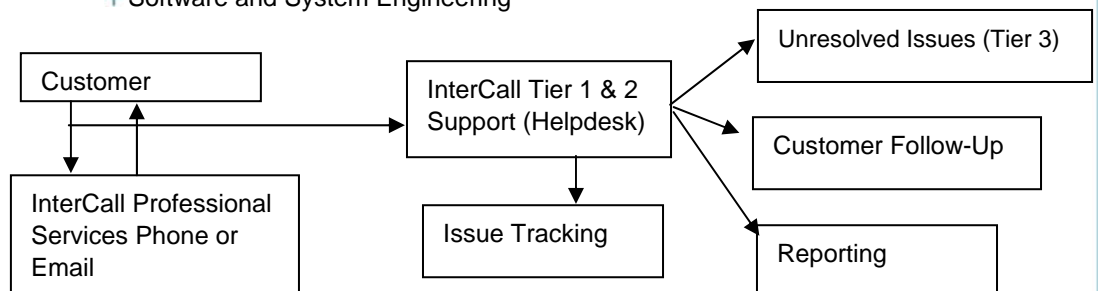 Software and System Engineering
Unresolved Issues (Tier 3)
Customer
InterCall Tier 1 & 2
Support (Helpdesk)
Customer Follow-Up
InterCall Professional
Services Phone or
Email
Issue Tracking
Reporting